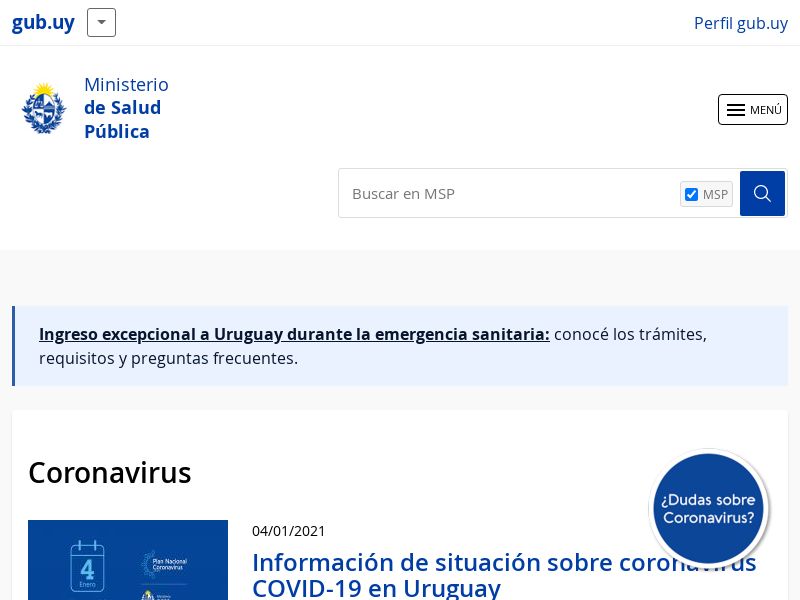 gub.uy
Perfil gub.uy
Ministerio
de Salud
Pública
MENÚ
Buscar en MSP
MSP
Ingreso excepcional a Uruguay durante la emergencia sanitaria: conocé los trámites,
requisitos y preguntas frecuentes.
Coronavirus
¿Dudas sobre
Coronavirus?
04/01/2021
Información de situación sobre coronavirus
COVID-19 en Uruguay
4
Enero
Plan Nacional
Coronavirus